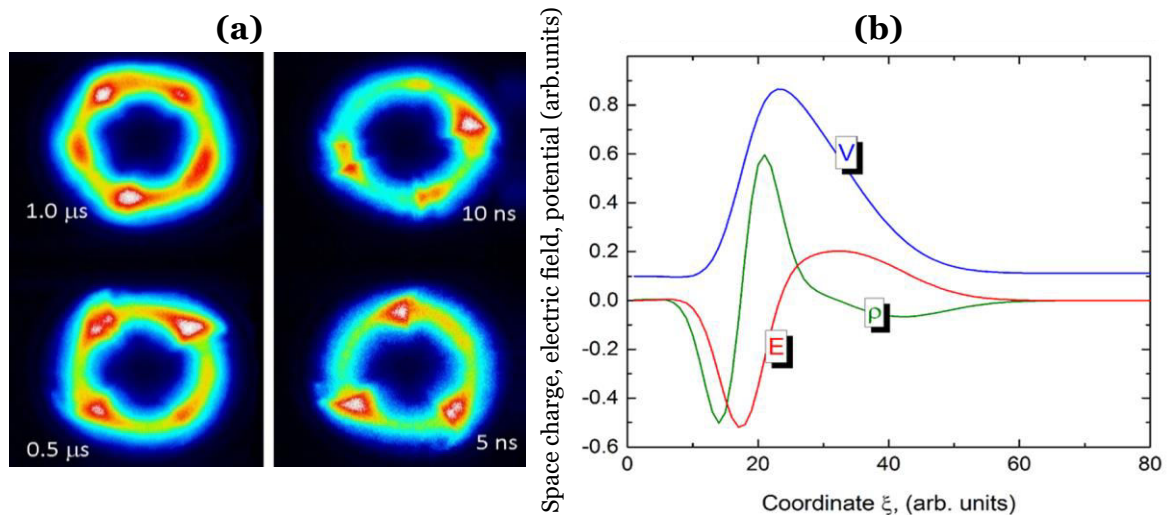 (a)
1.0 μs
10 ns
0.5 μs
5 ns
(b)
Space charge, electric field, potential (arb.units)
0.8
0.6
0.4
0.2
0.0
-0.2
-0.4
-0.6
V
ρ
E
0
20
40
60
80
Coordinate ξ, (arb. units)